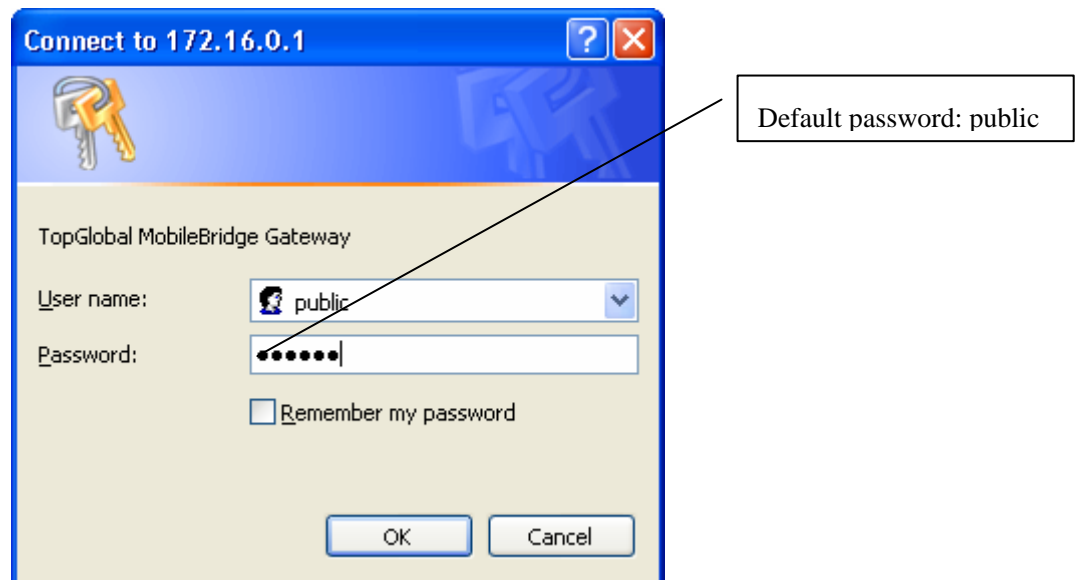 Connect to 172.16.0.1
Default password: public
TopGlobal MobileBridge Gateway
User name:
public
Password:
●●●●●●
Remember my password
OK
Cancel